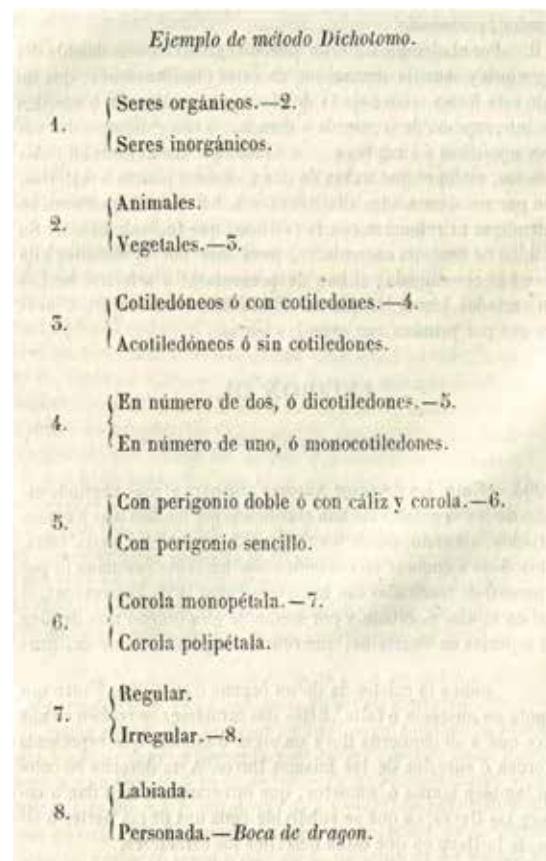 Ejemplo de método Dichotomo.
1.
Seres orgánicos.—2.
Seres inorgánicos.
2.
Animales.
Vegetales.—3.
3.
Cotiledóneos ó con cotiledones.—4.
Acotiledóneos ó sin cotiledones.
4.
En número de dos, ó dicotiledones.—5.
En número de uno, ó monocotiledones.
5.
Con perigonio doble ó con cáliz y corola.—6.
Con perigonio sencillo.
6.
Corola monopétala.—7.
Corola polipétala.
7.
Regular.
Irregular.—8.
8.
Labiada.
Personada.—Boca de dragon.